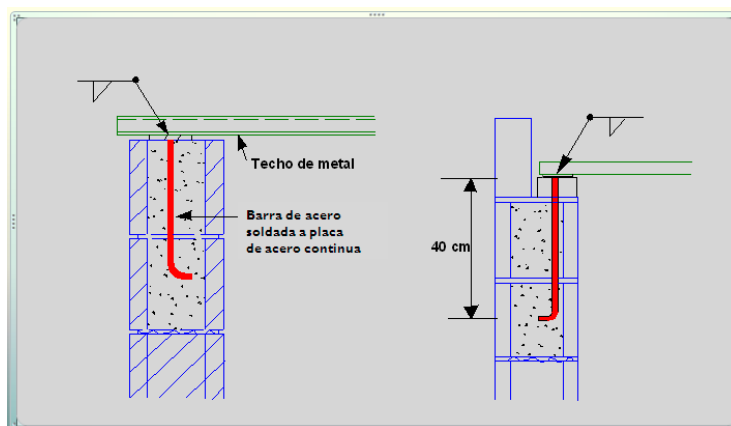 Techo de metal
Barra de acero
soldada a placa
de acero continua
40 cm